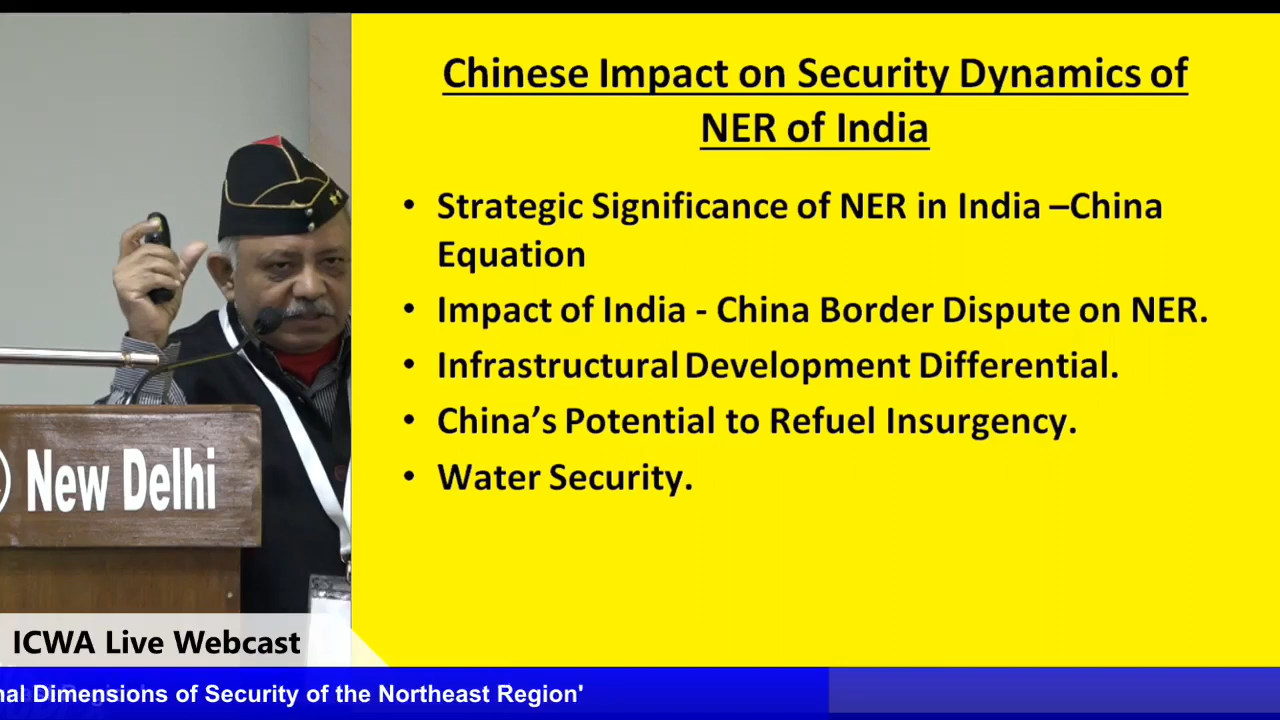 Chinese Impact on Security Dynamics of
NER of India
• Strategic Significance of NER in India –China
Equation
• Impact of India - China Border Dispute on NER.
• Infrastructural Development Differential.
• China's Potential to Refuel Insurgency.
• Water Security.
New Delhi
ICWA Live Webcast
nal Dimensions of Security of the Northeast Region'